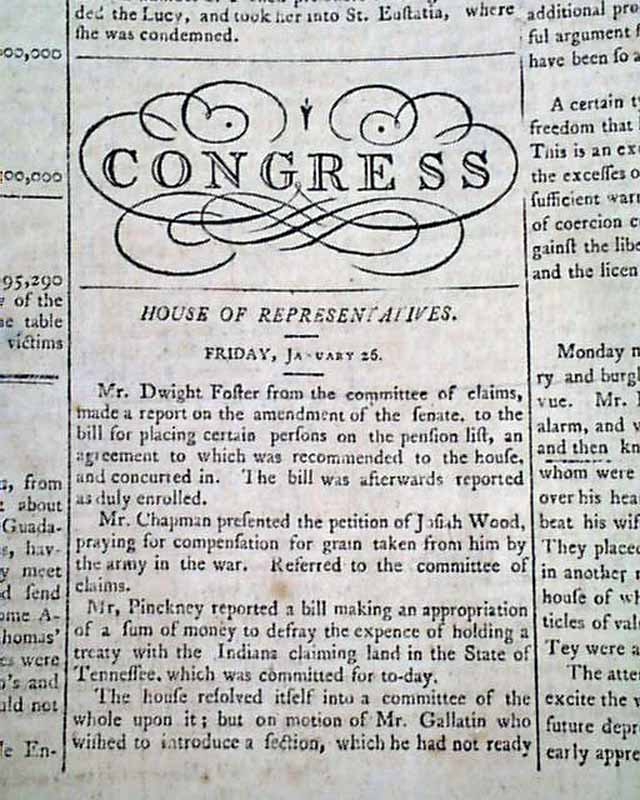 00,000
00,000
95,290
of the
table
victims
from
about
Guada-
hav-
meet
send
A-
homas'
were
and
not
En-
ded the Lucy, and took her into St. Euſtatia, where
ſhe was condemned.
CONGRESS
HOUSE OF REPRESENTATIVES.
FRIDAY, JANUARY 26.
Mr. Dwight Foſter from the committee of claims,
made a report on the amendment of the ſenate. to the
bill for placing certain perſons on the penſion liſt, an
agreement to which was recommended to the houſe,
and concurred in. The bill was afterwards reported
as duly enrolled.
Mr. Chapman preſented the petition of Joſiah Wood,
praying for compenſation for grain taken from him by
the army in the war. Referred to the committee of
claims.
Mr, Pinckney reported a bill making an appropriation
of a ſum of money to defray the expence of holding a
treaty with the Indians claiming land in the State of
Tenneſſee. which was committed for to-day.
The houſe reſolved itſelf into a committee of the
whole upon it; but on motion of Mr. Gallatin who
wiſhed to introduce a ſection, which he had not ready
additional pro
ful argument
have been ſo a
A certain
freedom that
This is an
the exceſſes o
ſufficient
of coercion
gainſt the
and the licen
Monday
ry and burgl
vue. Mr.
alarm, and
and then kn
whom were
over his hea
beat his wif
They placed
in another
houſe of wh
ticles of val
Tey were a
The atte
excite the
future depr
early appre